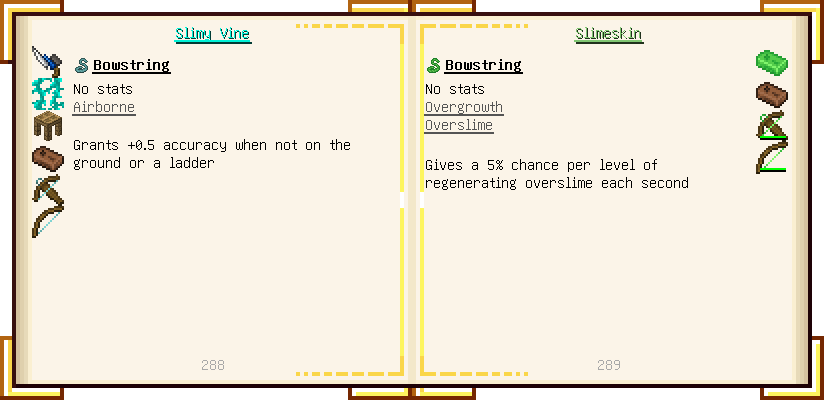 Slimy Vine
Bowstring
No stats
Airborne
Grants +0.5 accuracy when not on the
ground or a ladder
288
Slimeskin
Bowstring
No stats
Overgrowth
Overslime
Gives a 5% chance per level of
regenerating overslime each second
289